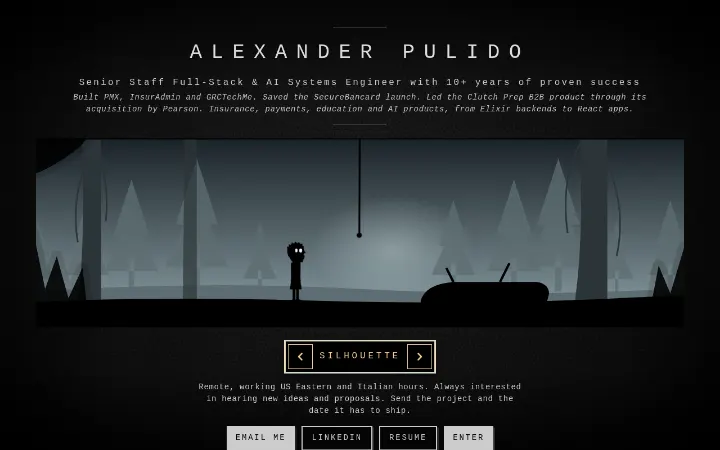 ALEXANDER PULIDO
Senior Staff Full-Stack & AI Systems Engineer with 10+ years of proven success
Built PMX, InsurAdmin and GRCTechMe. Saved the SecureBancard launch. Led the Clutch Prep B2B product through its
acquisition by Pearson. Insurance, payments, education and AI products, from Elixir backends to React apps.
SILHOUETTE
Remote, working US Eastern and Italian hours. Always interested
in hearing new ideas and proposals. Send the project and the
date it has to ship.
EMAIL ME LINKEDIN RESUME ENTER